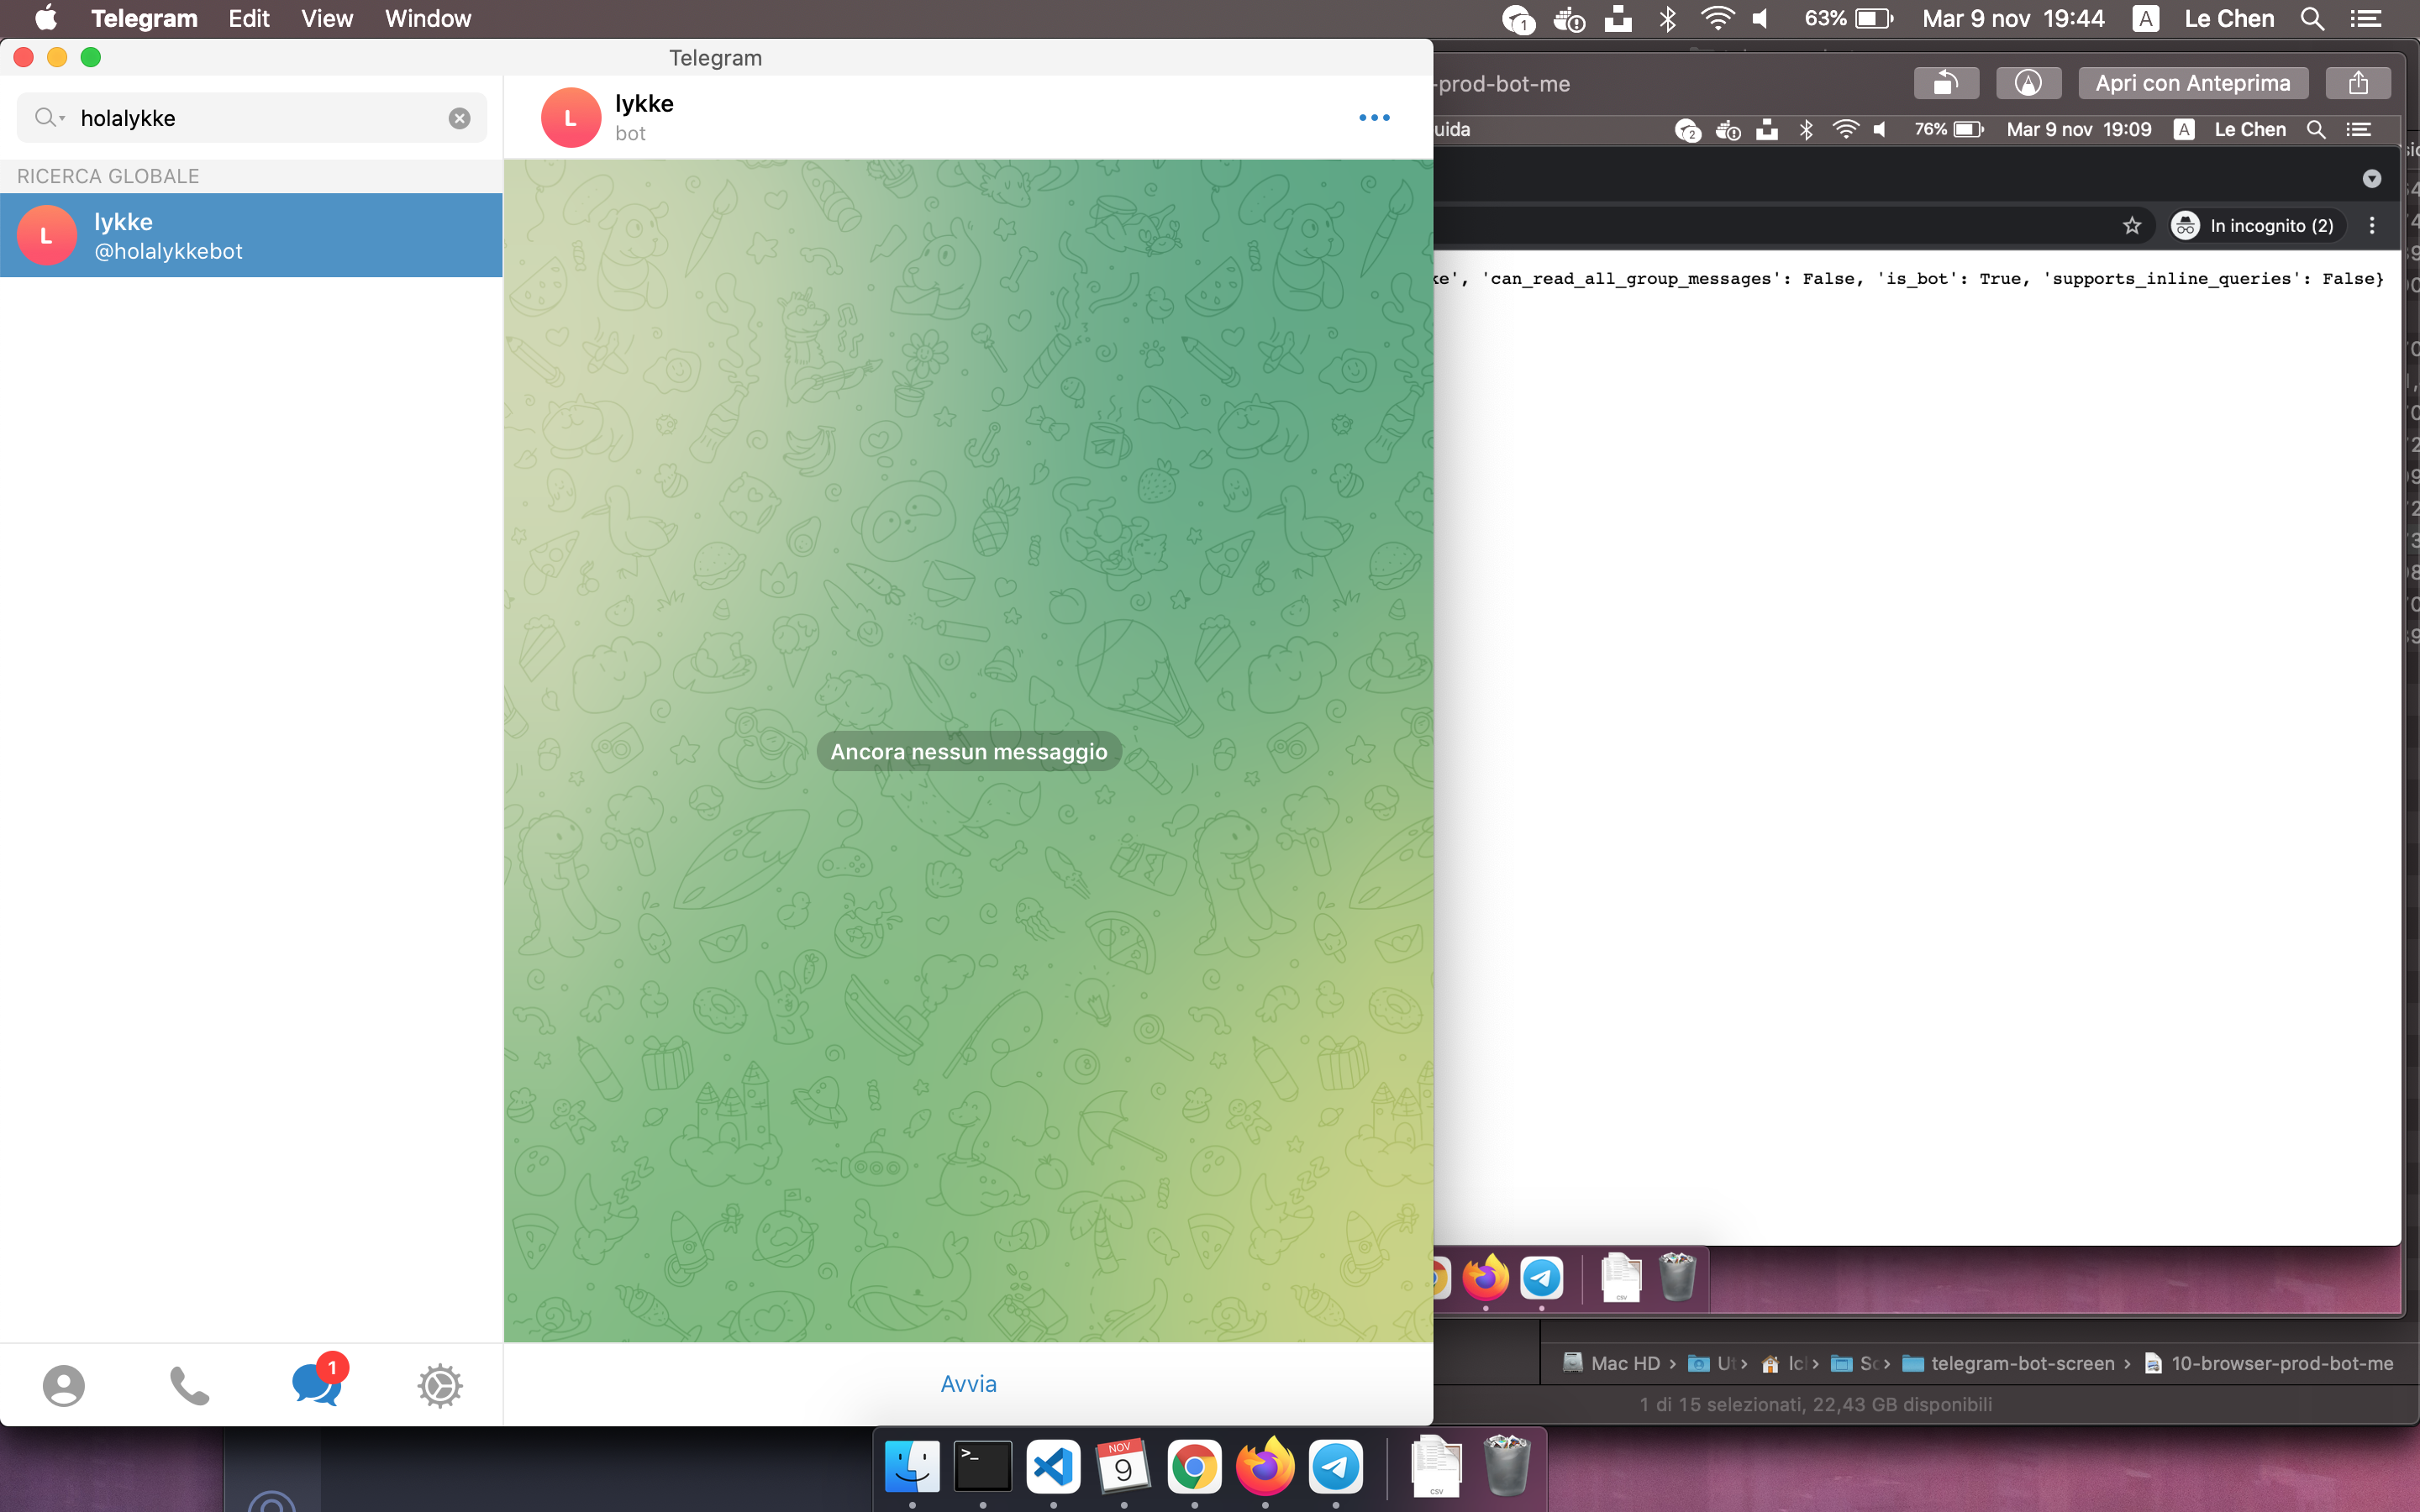 Telegram Edit View Window
1 63% Mar 9 nov 19:44 A Le Chen
Telegram
holalykke
RICERCA GLOBALE
L lykke
@holalykkebot
L lykke
bot
Ancora nessun messaggio
Avvia
1
-prod-bot-me Apri con Anteprima
uida 2 76% Mar 9 nov 19:09 A Le Chen
In incognito (2)
ke', 'can_read_all_group_messages': False, 'is_bot': True, 'supports_inline_queries': False}
CSV
Mac HD › Ut› lcl› Sc› telegram-bot-screen › 10-browser-prod-bot-me
1 di 15 selezionati, 22,43 GB disponibili
>_ NOV 9 CSV